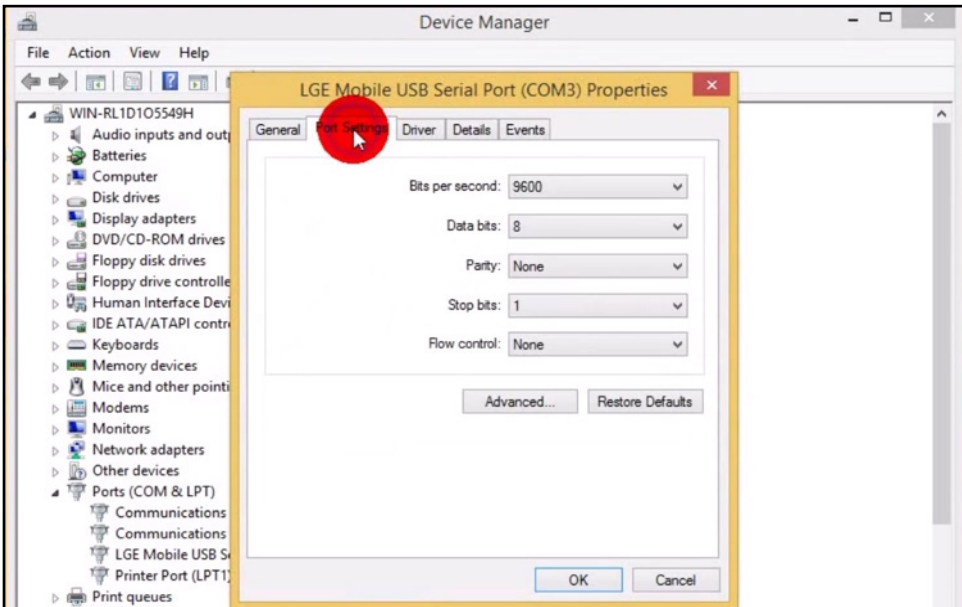 Device Manager
File Action View Help
LGE Mobile USB Serial Port (COM3) Properties
General Port Settings Driver Details Events
Bits per second: 9600
Data bits: 8
Parity: None
Stop bits: 1
Flow control: None
Advanced... Restore Defaults
OK Cancel
WIN-RL1D1O5549H
Audio inputs and outp
Batteries
Computer
Disk drives
Display adapters
DVD/CD-ROM drives
Floppy disk drives
Floppy drive controlle
Human Interface Devi
IDE ATA/ATAPI contr
Keyboards
Memory devices
Mice and other pointi
Modems
Monitors
Network adapters
Other devices
Ports (COM & LPT)
Communications
Communications
LGE Mobile USB Se
Printer Port (LPT1)
Print queues